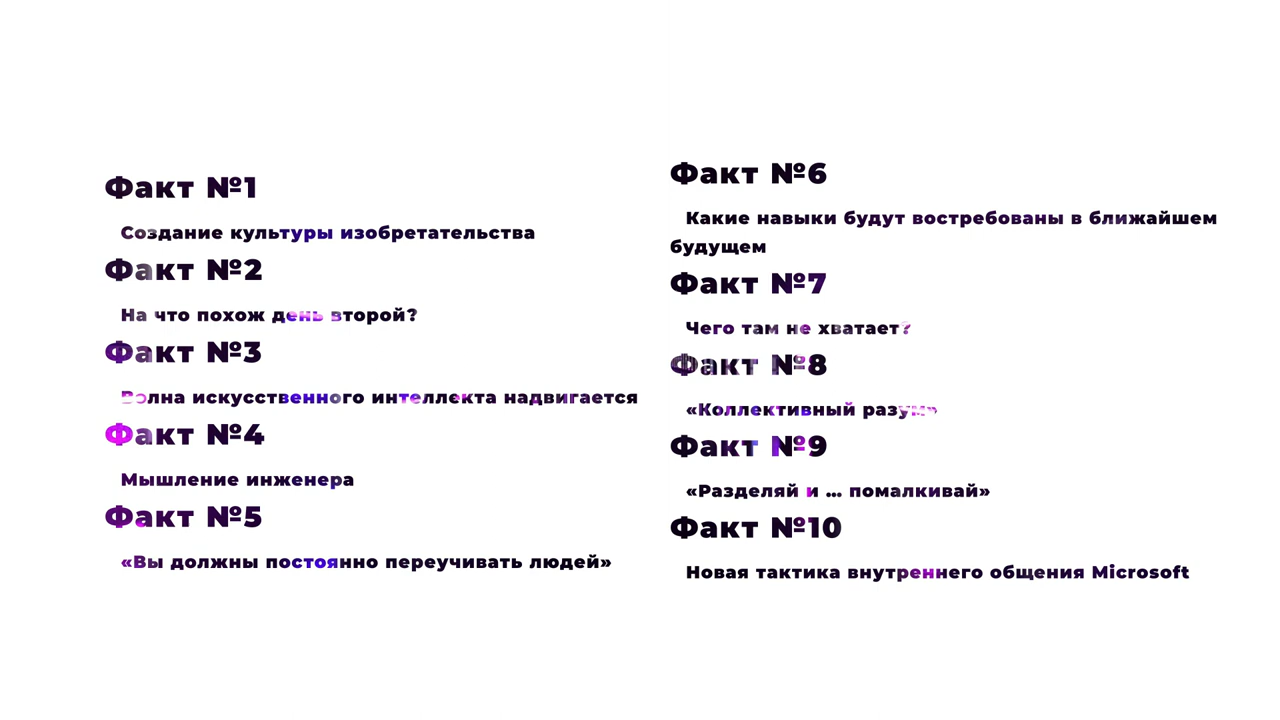 Факт №1
Создание культуры изобретательства
Факт №2
На что похож день второй?
Факт №3
Волна искусственного интеллекта надвигается
Факт №4
Мышление инженера
Факт №5
«Вы должны постоянно переучивать людей»
Факт №6
Какие навыки будут востребованы в ближайшем
будущем
Факт №7
Чего там не хватает?
Факт №8
«Коллективный разум»
Факт №9
«Разделяй и ... помалкивай»
Факт №10
Новая тактика внутреннего общения Microsoft